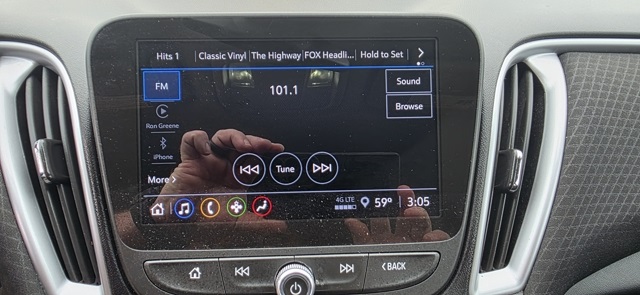 Hits 1 Classic Vinyl The Highway FOX Headli... Hold to Set
FM
101.1
Sound
Browse
Ron Greene
iPhone
Tune
More
4G LTE 59° 3:05
BACK